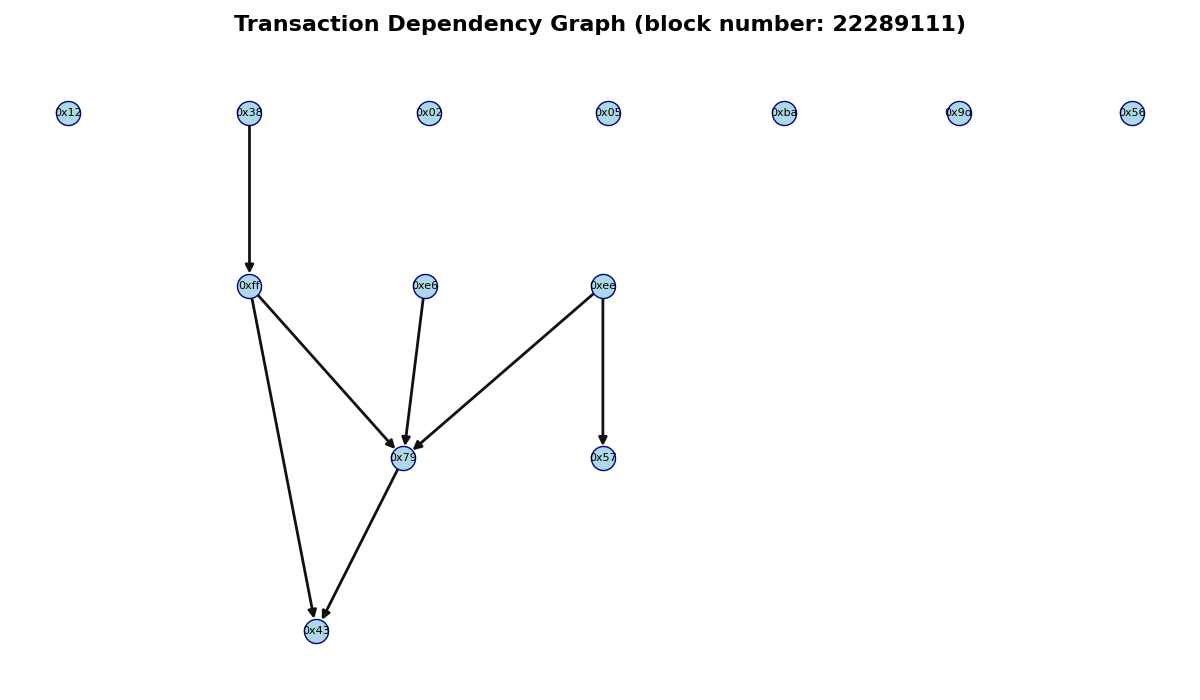 Transaction Dependency Graph (block number: 22289111)
0x12 0x38 0x02 0x05 0xba 0x9d 0x56
0xff 0xe6 0xee
0x79 0x57
0x43